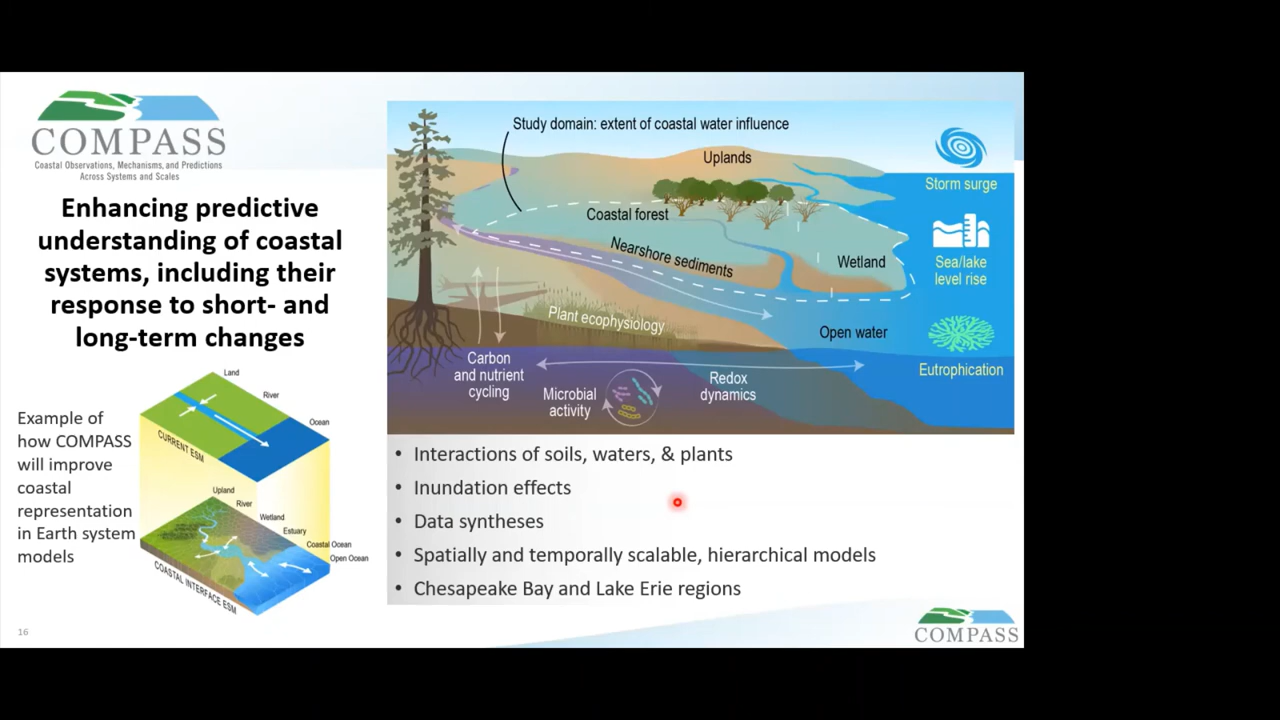 COMPASS
Coastal Observations, Mechanisms, and Predictions
Across Systems and Scales
Enhancing predictive
understanding of coastal
systems, including their
response to short- and
long-term changes
Example of
how COMPASS
will improve
coastal
representation
in Earth system
models
Land
River
Ocean
CURRENT ESM
Upland
River
Wetland
Estuary
Coastal Ocean
Open Ocean
COASTAL INTERFACE ESM
Study domain: extent of coastal water influence
Uplands
Coastal forest
Nearshore sediments
Wetland
Plant ecophysiology
Open water
Carbon
and nutrient
cycling
Microbial
activity
Redox
dynamics
Storm surge
Sea/lake
level rise
Eutrophication
• Interactions of soils, waters, & plants
• Inundation effects
• Data syntheses
• Spatially and temporally scalable, hierarchical models
• Chesapeake Bay and Lake Erie regions
16
COMPASS